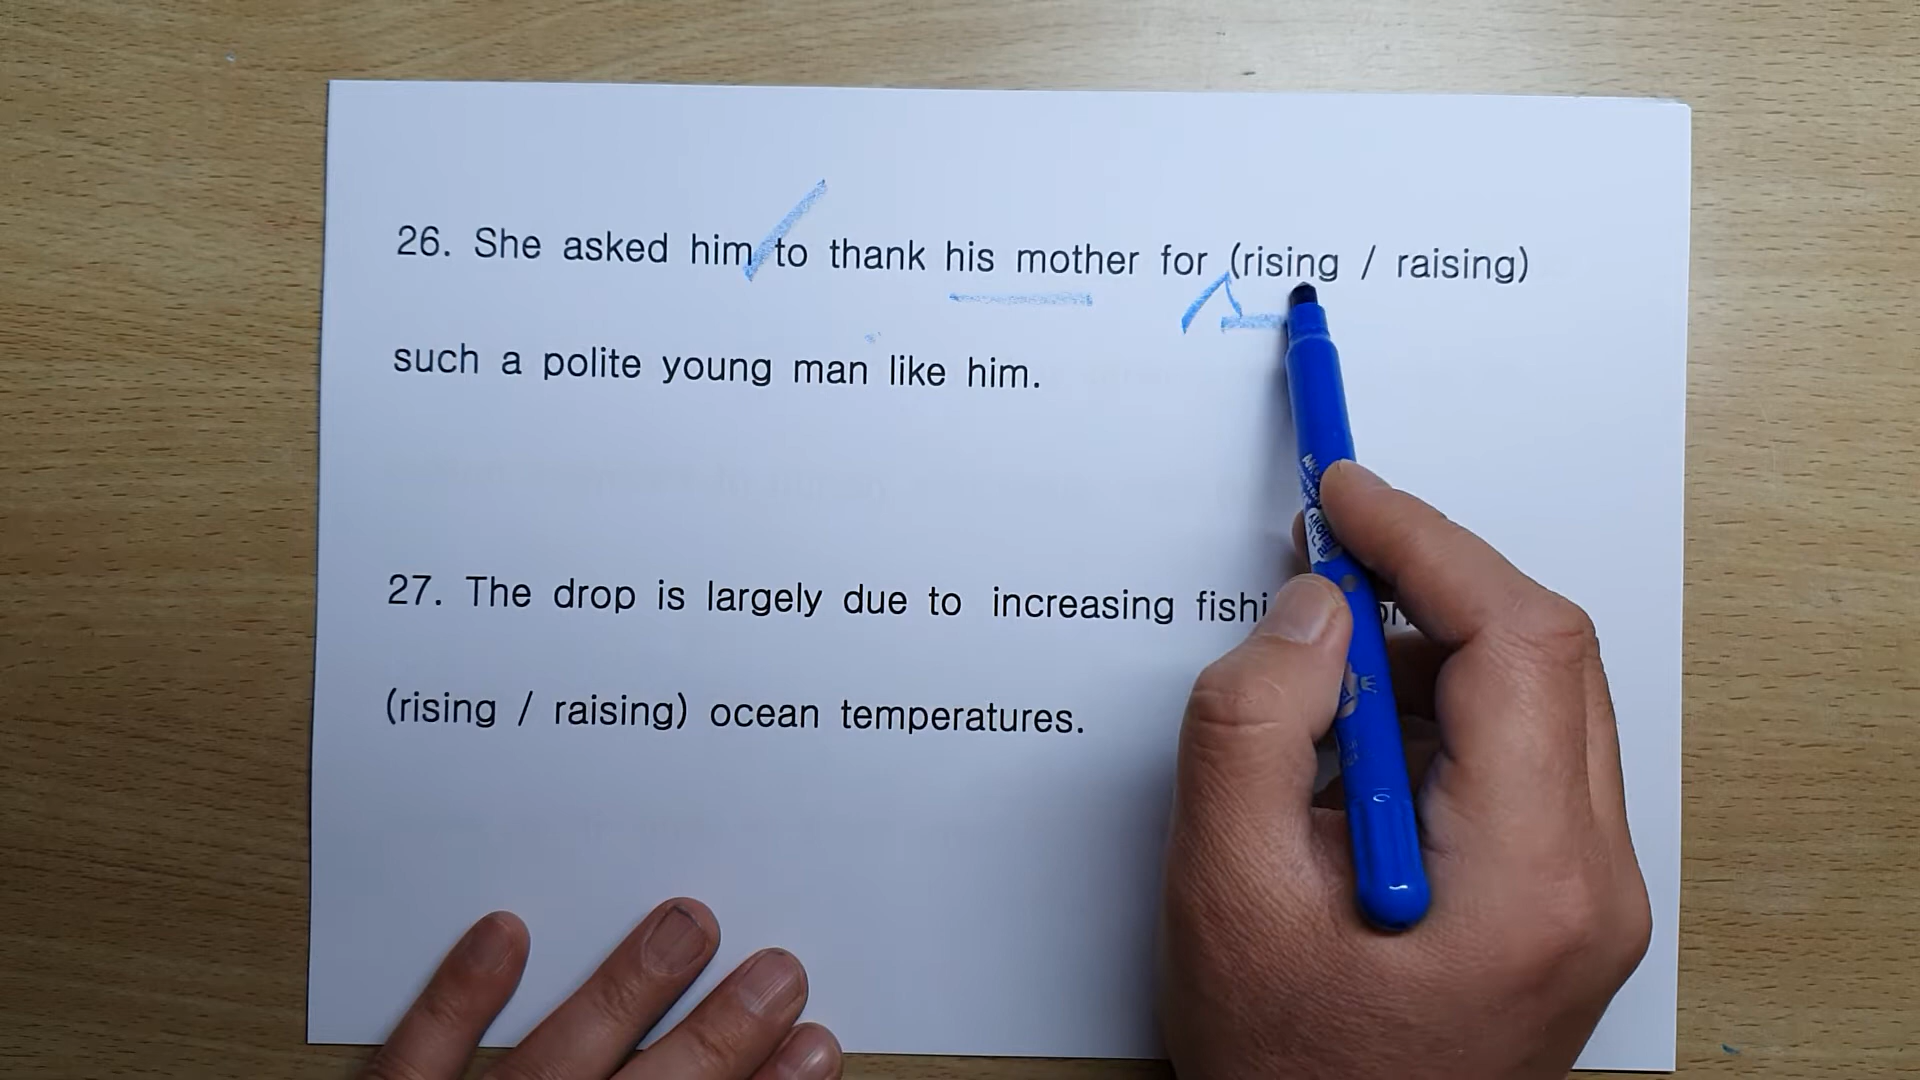 26. She asked him to thank his mother for (rising / raising)
such a polite young man like him.
27. The drop is largely due to increasing
(rising / raising) ocean temperatures.